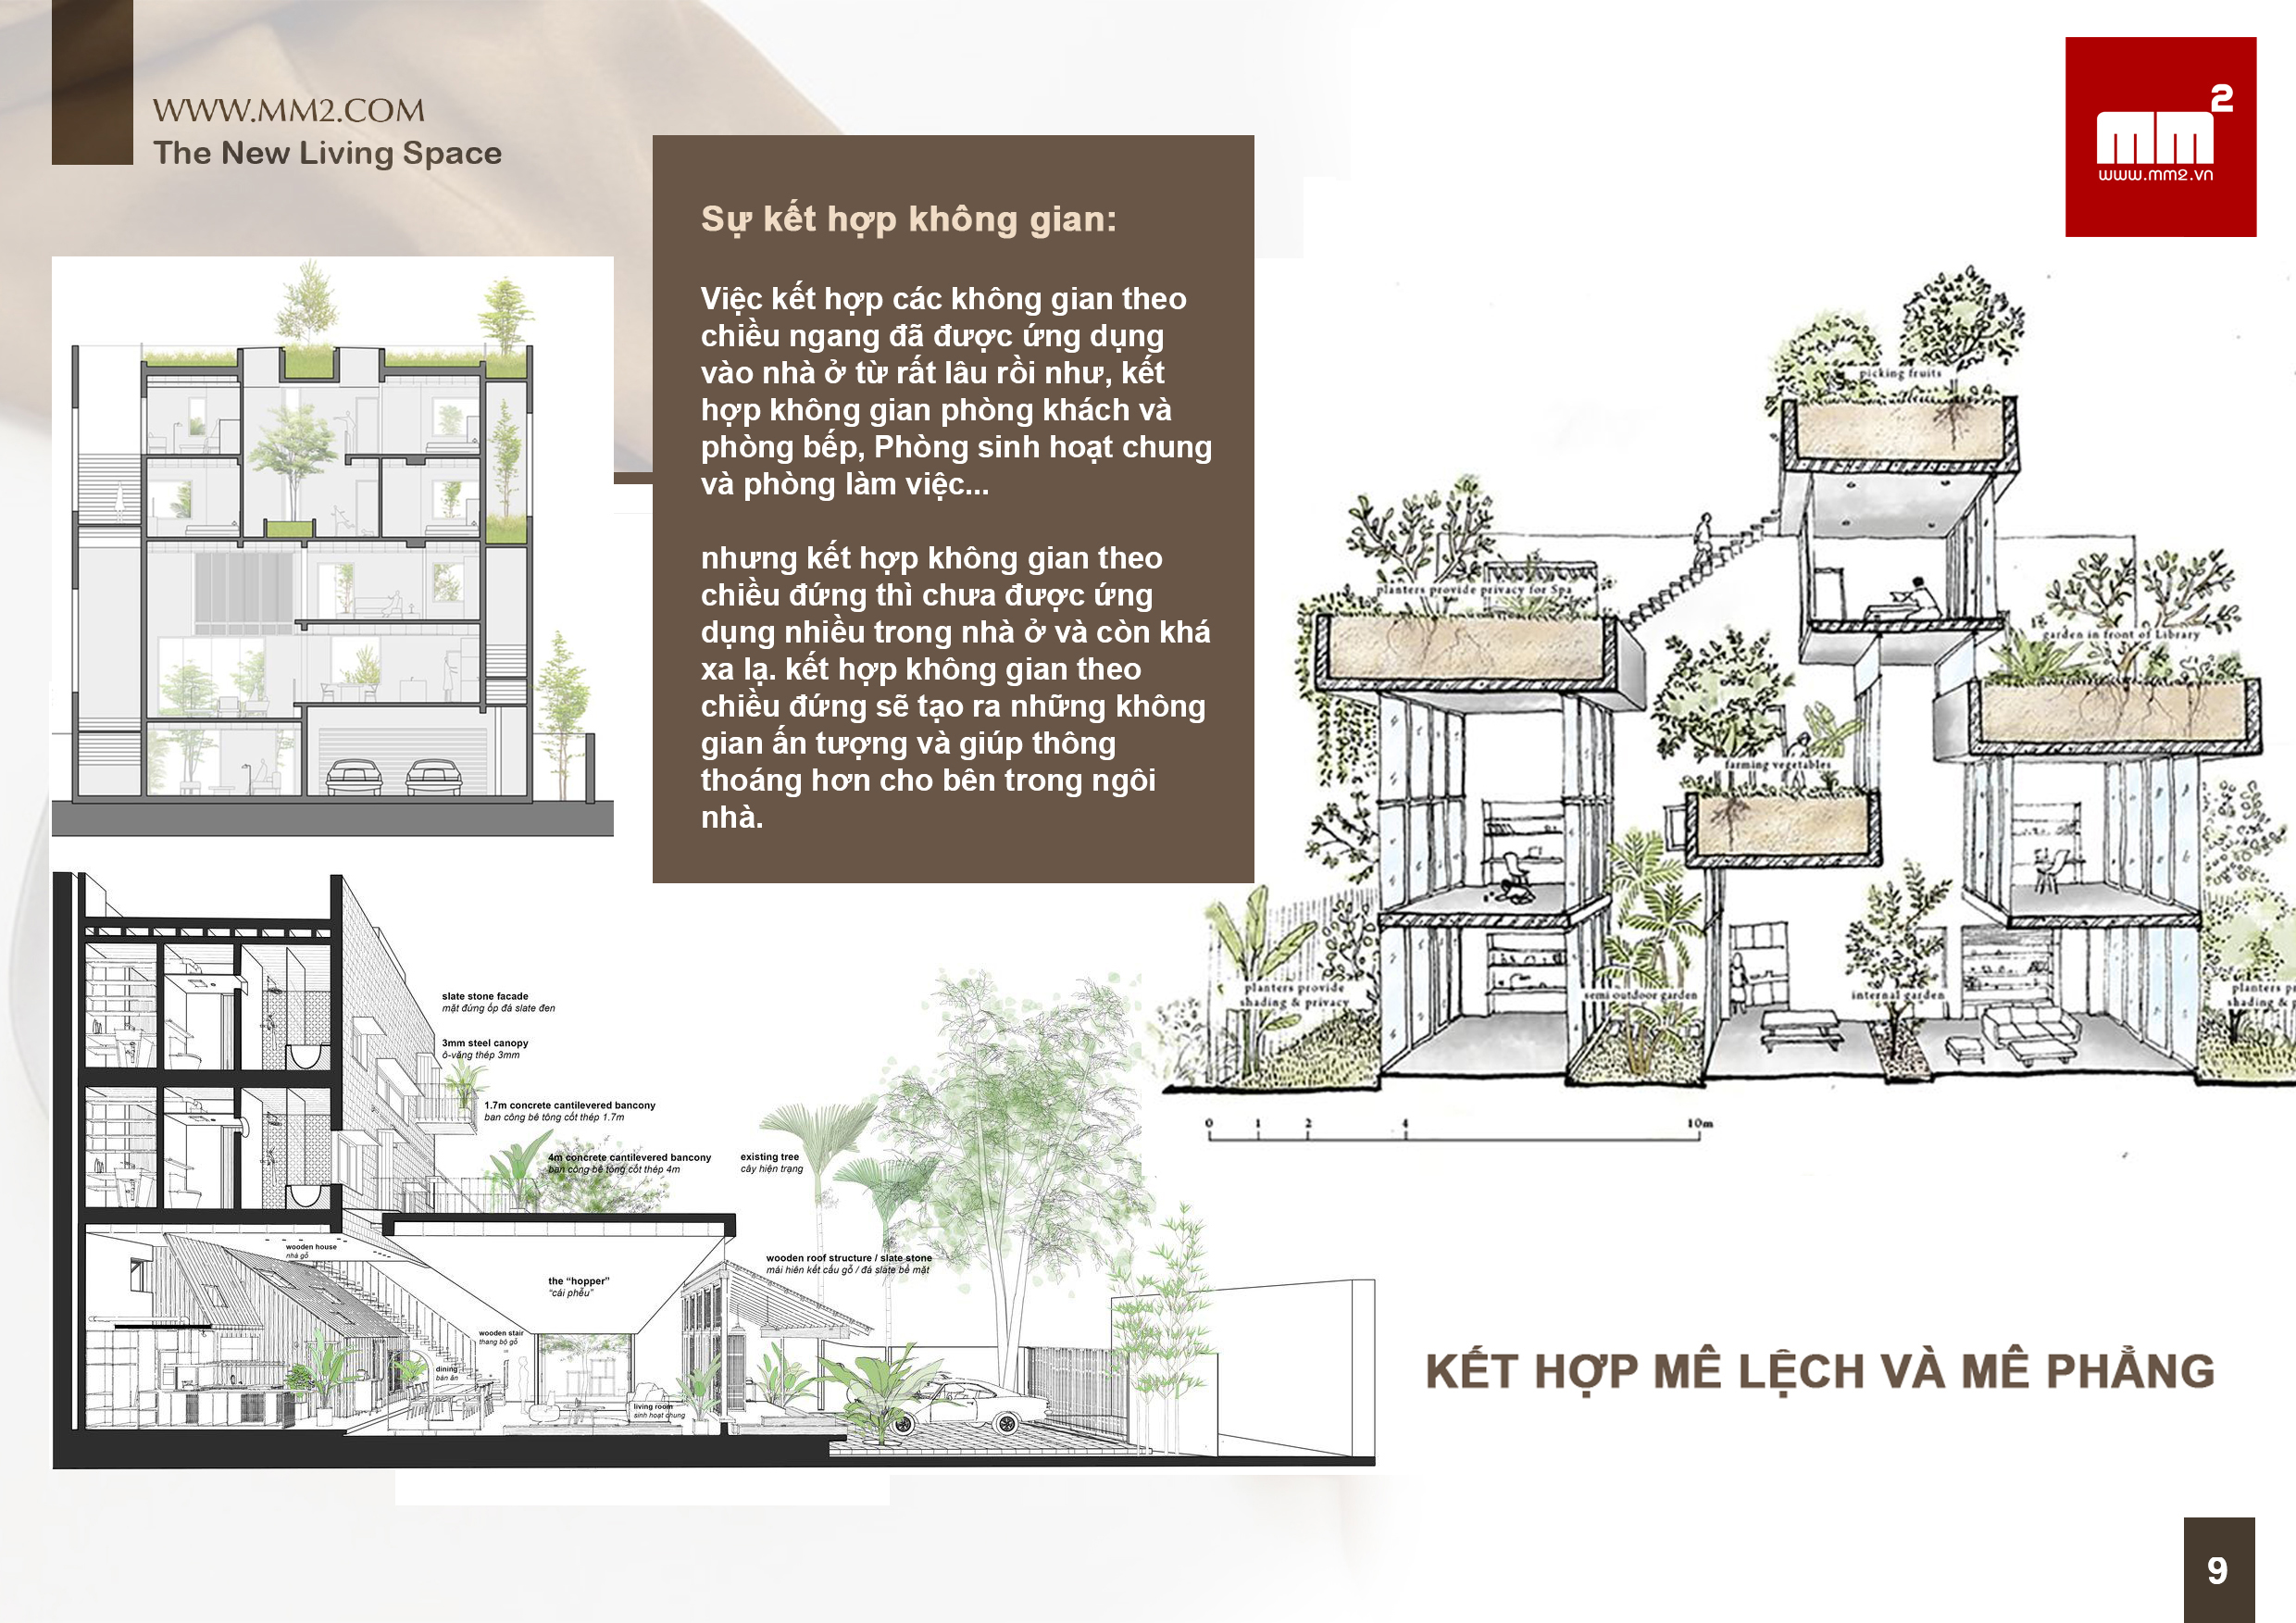 WWW.MM2.COM
The New Living Space
mm2
www.mm2.vn
Sự kết hợp không gian:
Việc kết hợp các không gian theo
chiều ngang đã được ứng dụng
vào nhà ở từ rất lâu rồi như, kết
hợp không gian phòng khách và
phòng bếp, Phòng sinh hoạt chung
và phòng làm việc...
nhưng kết hợp không gian theo
chiều đứng thì chưa được ứng
dụng nhiều trong nhà ở và còn khá
xa lạ. kết hợp không gian theo
chiều đứng sẽ tạo ra những không
gian ấn tượng và giúp thông
thoáng hơn cho bên trong ngôi
nhà.
picking fruits
planters provide privacy for Spa
garden in front of Library
farming vegetables
planters provide
shading & privacy
semi outdoor garden
internal garden
planters p
shading &
0 1 2 4 10m
slate stone facade
mặt đứng ốp đá slate đen
3mm steel canopy
ô-văng thép 3mm
1.7m concrete cantilevered bancony
ban công bê tông cốt thép 1.7m
4m concrete cantilevered bancony
ban công bê tông cốt thép 4m
existing tree
cây hiện trạng
wooden house
nhà gỗ
the “hopper”
“cái phễu”
wooden roof structure / slate stone
mái hiên kết cấu gỗ / đá slate bề mặt
wooden stair
thang bộ gỗ
dining
bàn ăn
living room
sinh hoạt chung
KẾT HỢP MÊ LỆCH VÀ MÊ PHẲNG
9